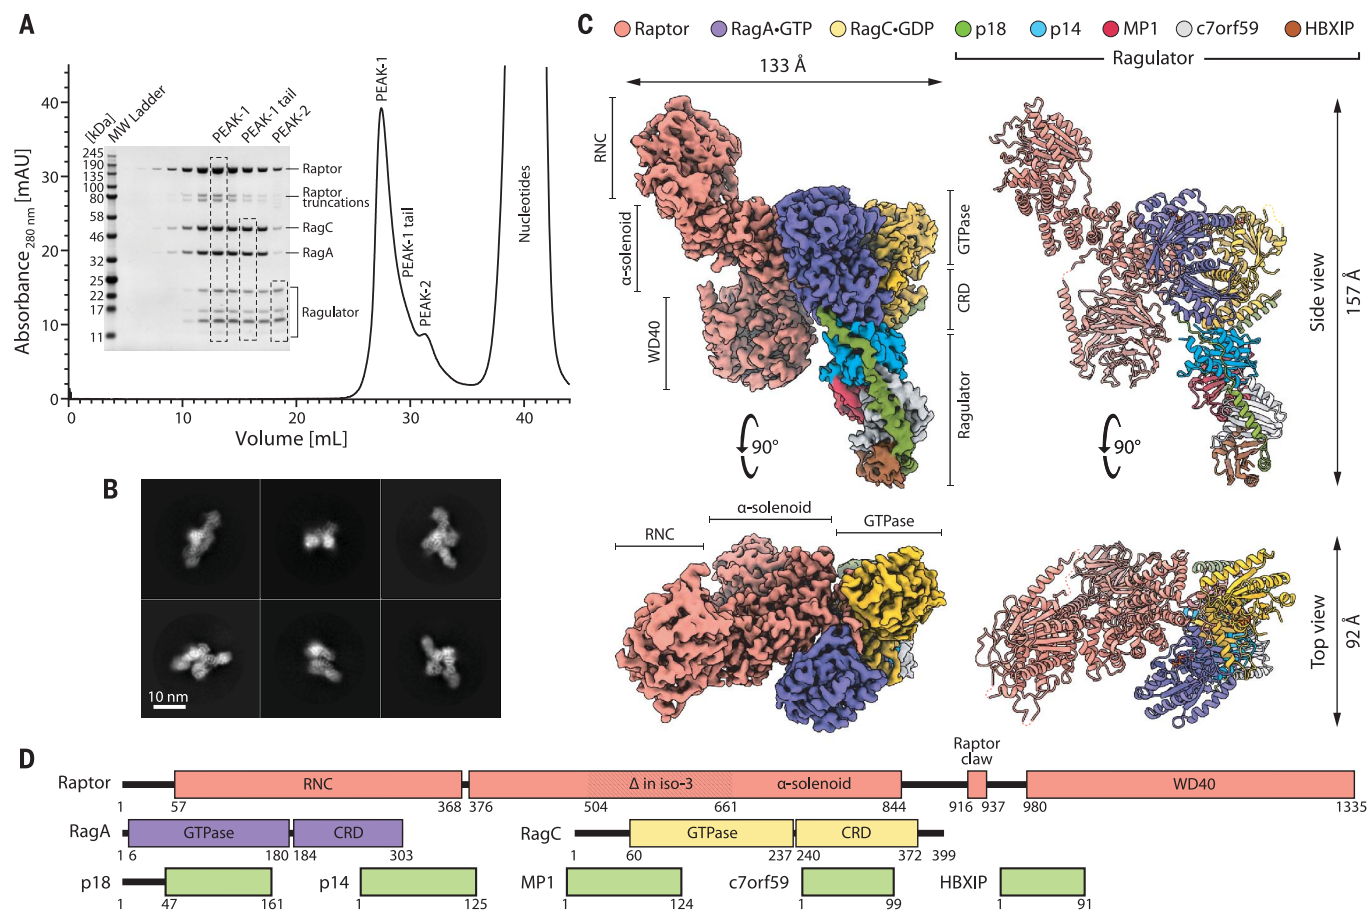 A
Absorbance280 nm [mAU]
40
30
20
10
0
0
10
20
30
40
Volume [mL]
[kDa]
MW Ladder
PEAK-1
PEAK-1 tail
PEAK-2
245
190
135
100
80
58
46
32
25
22
17
11
Raptor
Raptor
truncations
RagC
RagA
Ragulator
PEAK-1
PEAK-1 tail
PEAK-2
Nucleotides
B
10 nm
C
Raptor
RagA•GTP
RagC•GDP
p18
p14
MP1
c7orf59
HBXIP
Ragulator
133 Å
RNC
α-solenoid
WD40
GTPase
CRD
Ragulator
90°
90°
Side view
157 Å
RNC
α-solenoid
GTPase
Top view
92 Å
D
Raptor
RNC
Δ in iso-3
α-solenoid
Raptor
claw
WD40
1
57
368
376
504
661
844
916
937
980
1335
RagA
GTPase
CRD
1
6
180
184
303
RagC
GTPase
CRD
1
60
237
240
372
399
p18
1
47
161
p14
1
125
MP1
1
124
c7orf59
1
99
HBXIP
1
91